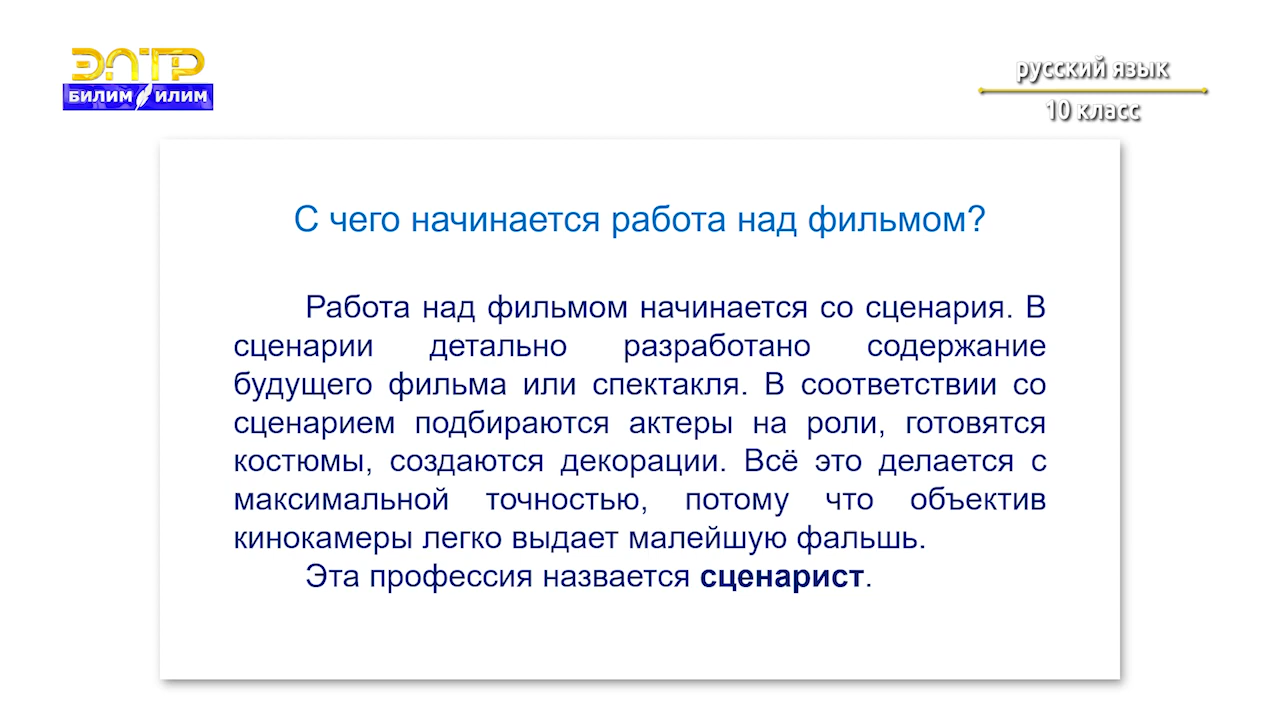 ЭЛТР
БИЛИМ ИЛИМ
русский язык
10 класс
С чего начинается работа над фильмом?
Работа над фильмом начинается со сценария. В
сценарии детально разработано содержание
будущего фильма или спектакля. В соответствии со
сценарием подбираются актеры на роли, готовятся
костюмы, создаются декорации. Всё это делается с
максимальной точностью, потому что объектив
кинокамеры легко выдает малейшую фальшь.
Эта профессия назвается сценарист.